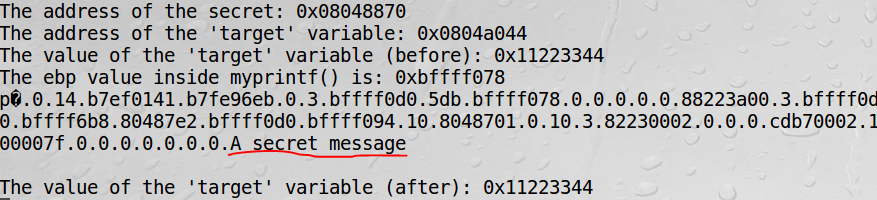 The address of the secret: 0x08048870
The address of the 'target' variable: 0x0804a044
The value of the 'target' variable (before): 0x11223344
The ebp value inside myprintf() is: 0xbffff078
p�.0.14.b7ef0141.b7fe96eb.0.3.bffff0d0.5db.bffff078.0.0.0.0.0.88223a00.3.bffff0d
0.bffff6b8.80487e2.bffff0d0.bffff094.10.8048701.0.10.3.82230002.0.0.0.cdb70002.1
00007f.0.0.0.0.0.0.0.0.A secret message
The value of the 'target' variable (after): 0x11223344